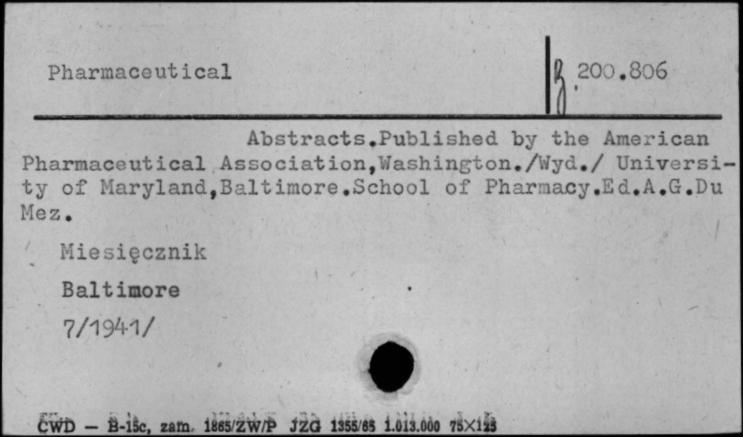 Pharmaceutical
Z. 200.806
Abstracts.Published by the American
Pharmaceutical Association,Washington./Wyd./ Universi-
ty of Maryland,Baltimore.School of Pharmacy.Ed.A.G.Du
Mez.
Miesięcznik
Baltimore
7/1941/
CWD — B-15c, zam. 1865/ZW/P JZG 1355/65 1.013.000 75×125